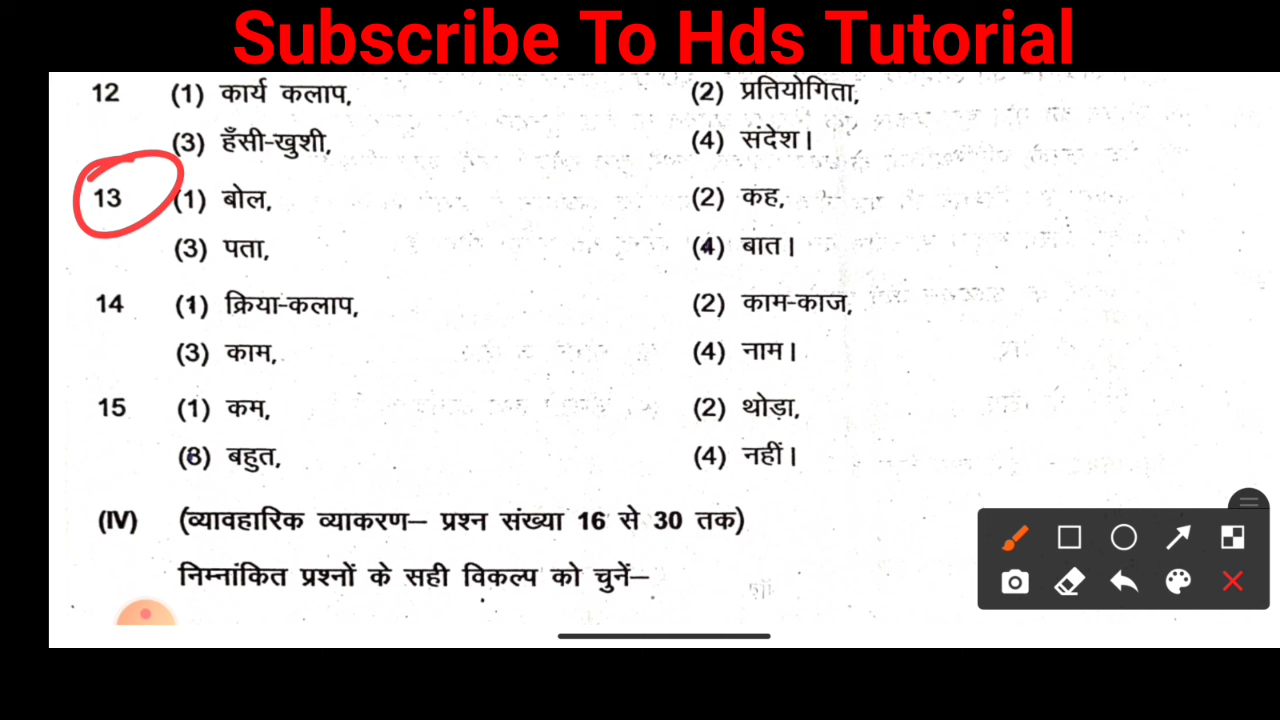 Subscribe To Hds Tutorial
12 (1) कार्य कलाप, (2) प्रतियोगिता,
(3) हँसी-खुशी, (4) संदेश।
13 (1) बोल, (2) कह,
(3) पता, (4) बात।
14 (1) क्रिया-कलाप, (2) काम-काज,
(3) काम, (4) नाम।
15 (1) कम, (2) थोड़ा,
(8) बहुत, (4) नहीं।
(IV) (व्यावहारिक व्याकरण– प्रश्न संख्या 16 से 30 तक)
निम्नांकित प्रश्नों के सही विकल्प को चुनें–